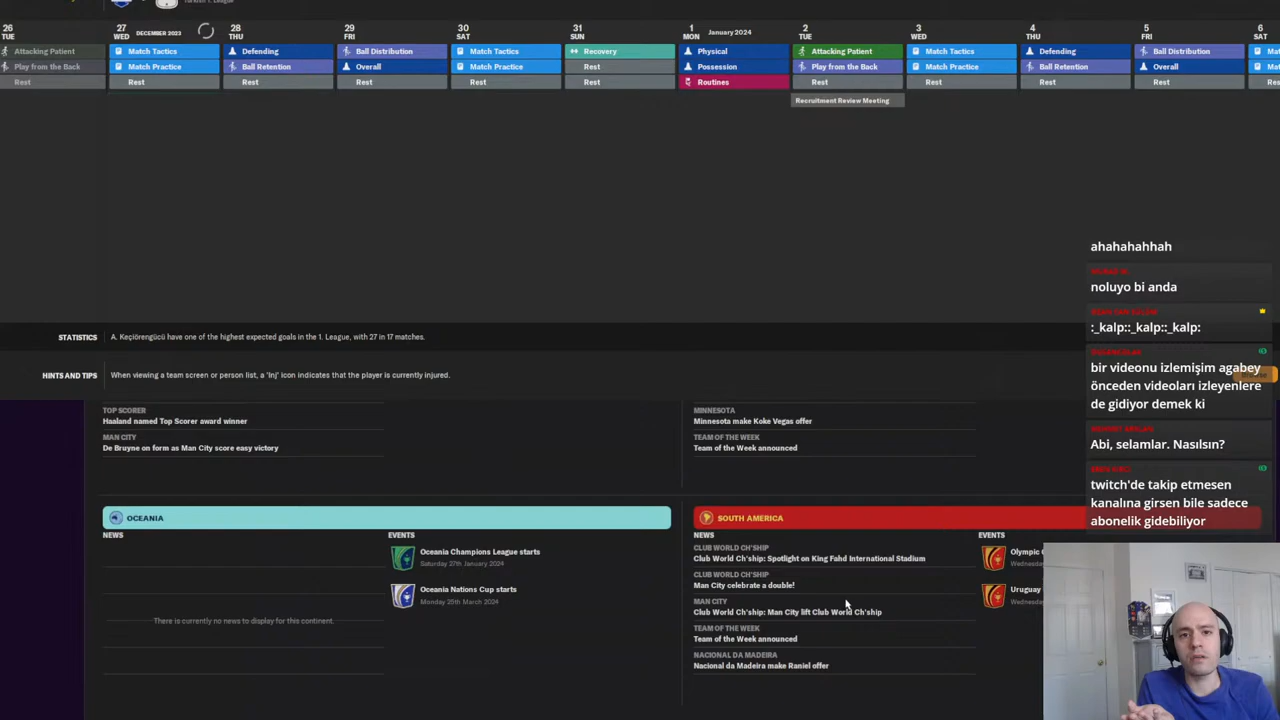 26 27 DECEMBER 2023 28 29 30 31 1 January 2024 2 3 4 5 6
TUE WED THU FRI SAT SUN MON TUE WED THU FRI SAT
Attacking Patient Match Tactics Defending Ball Distribution Match Tactics Recovery Physical Attacking Patient Match Tactics Defending Ball Distribution
Play from the Back Match Practice Ball Retention Overall Match Practice Rest Possession Play from the Back Match Practice Ball Retention Overall
Rest Rest Rest Rest Rest Rest Routines Rest Rest Rest Rest
Recruitment Review Meeting
STATISTICS A. Keçiörengücü have one of the highest expected goals in the 1. League, with 27 in 17 matches.
HINTS AND TIPS When viewing a team screen or person list, a 'Inj' icon indicates that the player is currently injured.
TOP SCORER
Haaland named Top Scorer award winner
MAN CITY
De Bruyne on form as Man City score easy victory
MINNESOTA
Minnesota make Koke Vegas offer
TEAM OF THE WEEK
Team of the Week announced
OCEANIA
NEWS
There is currently no news to display for this continent.
EVENTS
Oceania Champions League starts
Saturday 27th January 2024
Oceania Nations Cup starts
Monday 25th March 2024
SOUTH AMERICA
NEWS
CLUB WORLD CH'SHIP
Club World Ch'ship: Spotlight on King Fahd International Stadium
CLUB WORLD CH'SHIP
Man City celebrate a double!
MAN CITY
Club World Ch'ship: Man City lift Club World Ch'ship
TEAM OF THE WEEK
Team of the Week announced
NACIONAL DA MADEIRA
Nacional da Madeira make Raniel offer
EVENTS
Uruguay
ahahahahhah
noluyo bi anda
:_kalp::_kalp::_kalp:
bir videonu izlemişim agabey
önceden videoları izleyenlere
de gidiyor demek ki
Abi, selamlar. Nasılsın?
twitch'de takip etmesen
kanalına girsen bile sadece
abonelik gidebiliyor